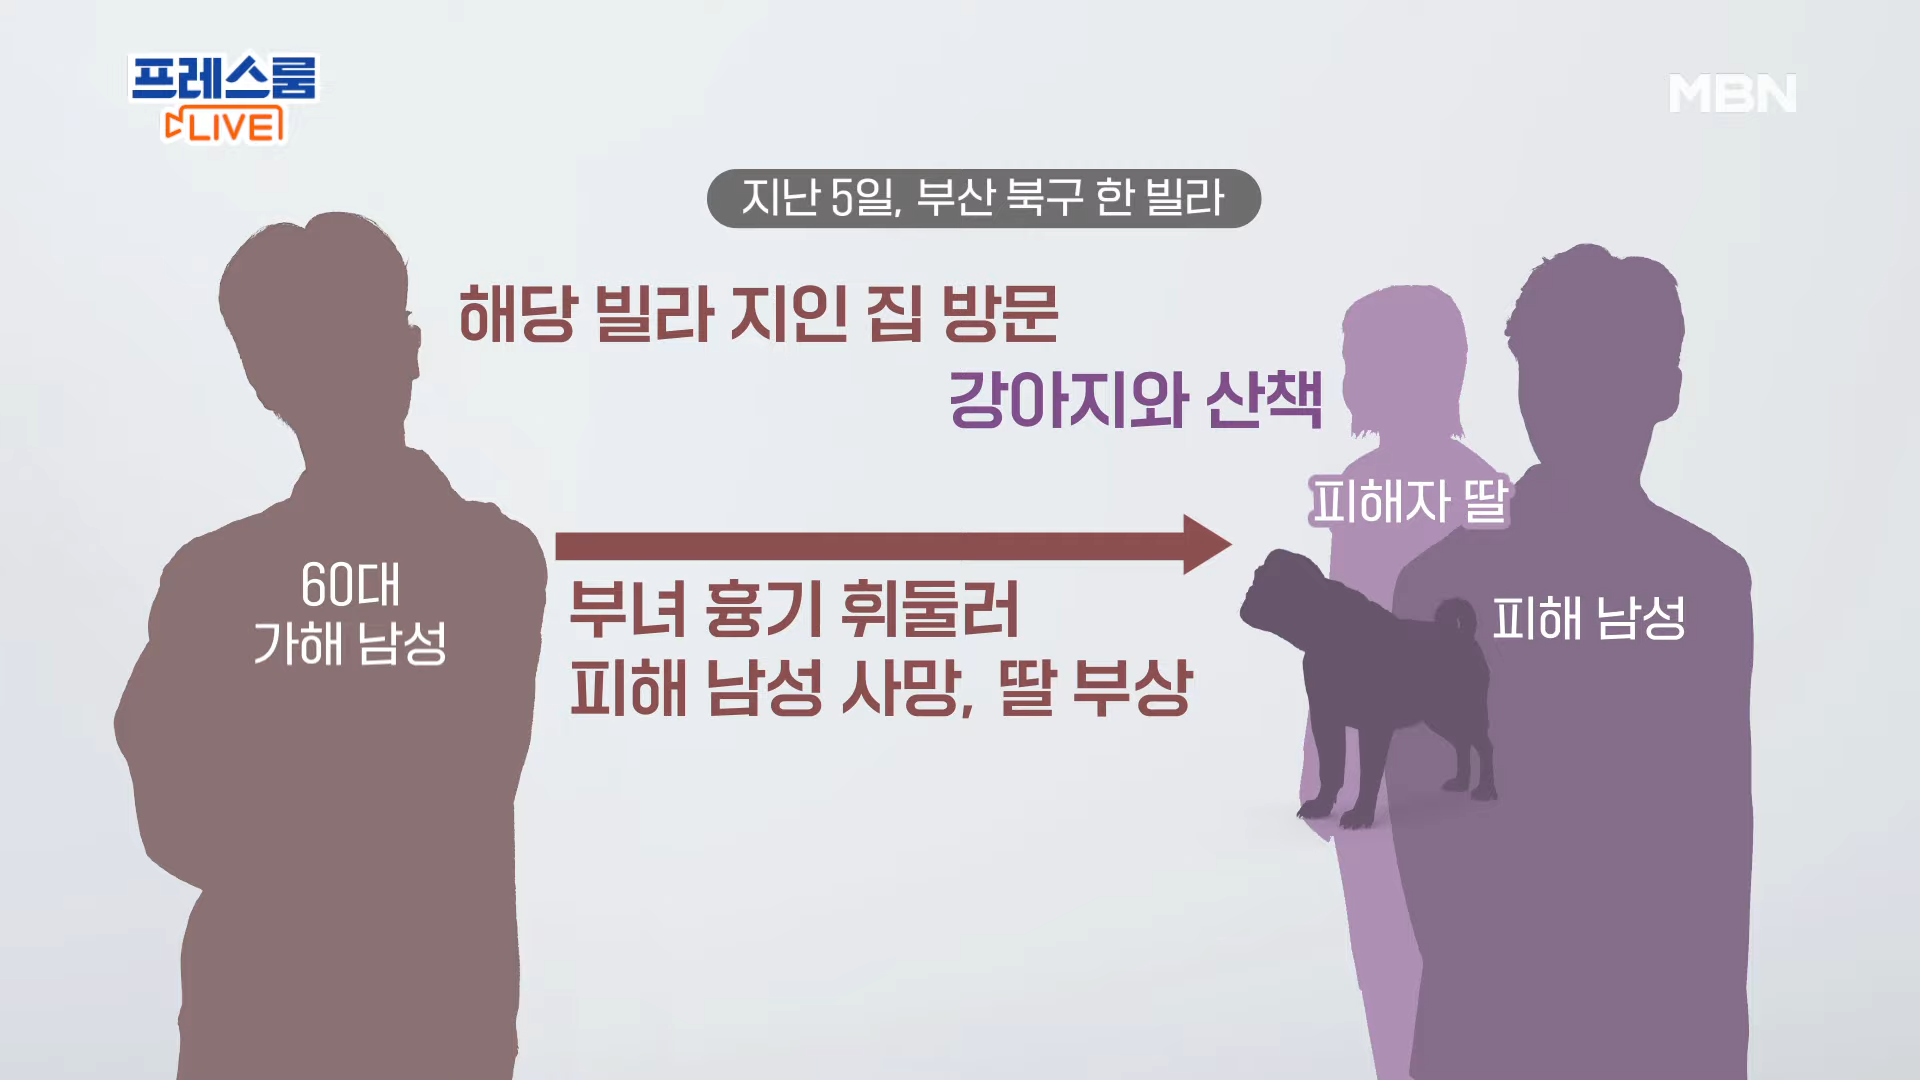 프레스룸
LIVE
MBN
지난 5일, 부산 북구 한 빌라
해당 빌라 지인 집 방문
강아지와 산책
피해자 딸
60대
가해 남성
부녀 흉기 휘둘러
피해 남성 사망, 딸 부상
피해 남성